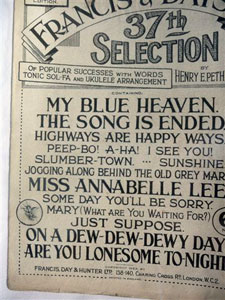 EDITION
FRANCIS & DAY'S
37th
SELECTION
OF POPULAR SUCCESSES WITH WORDS
TONIC SOL-FA AND UKULELE ARRANGEMENT
BY
HENRY E. PETH
CONTAINING
MY BLUE HEAVEN
THE SONG IS ENDED
HIGHWAYS ARE HAPPY WAYS
PEEP-BO! A-HA! I SEE YOU!
SLUMBER-TOWN. ... SUNSHINE
JOGGING ALONG BEHIND THE OLD GREY MAR
MISS ANNABELLE LEE
SOME DAY YOU'LL BE SORRY
MARY (WHAT ARE YOU WAITING FOR?)
JUST SUPPOSE.
ON A DEW-DEW-DEWY DAY
ARE YOU LONESOME TO-NIGH
FRANCIS, DAY & HUNTER LTD. 138-140, CHARING CROSS RD. LONDON, W.C.2.